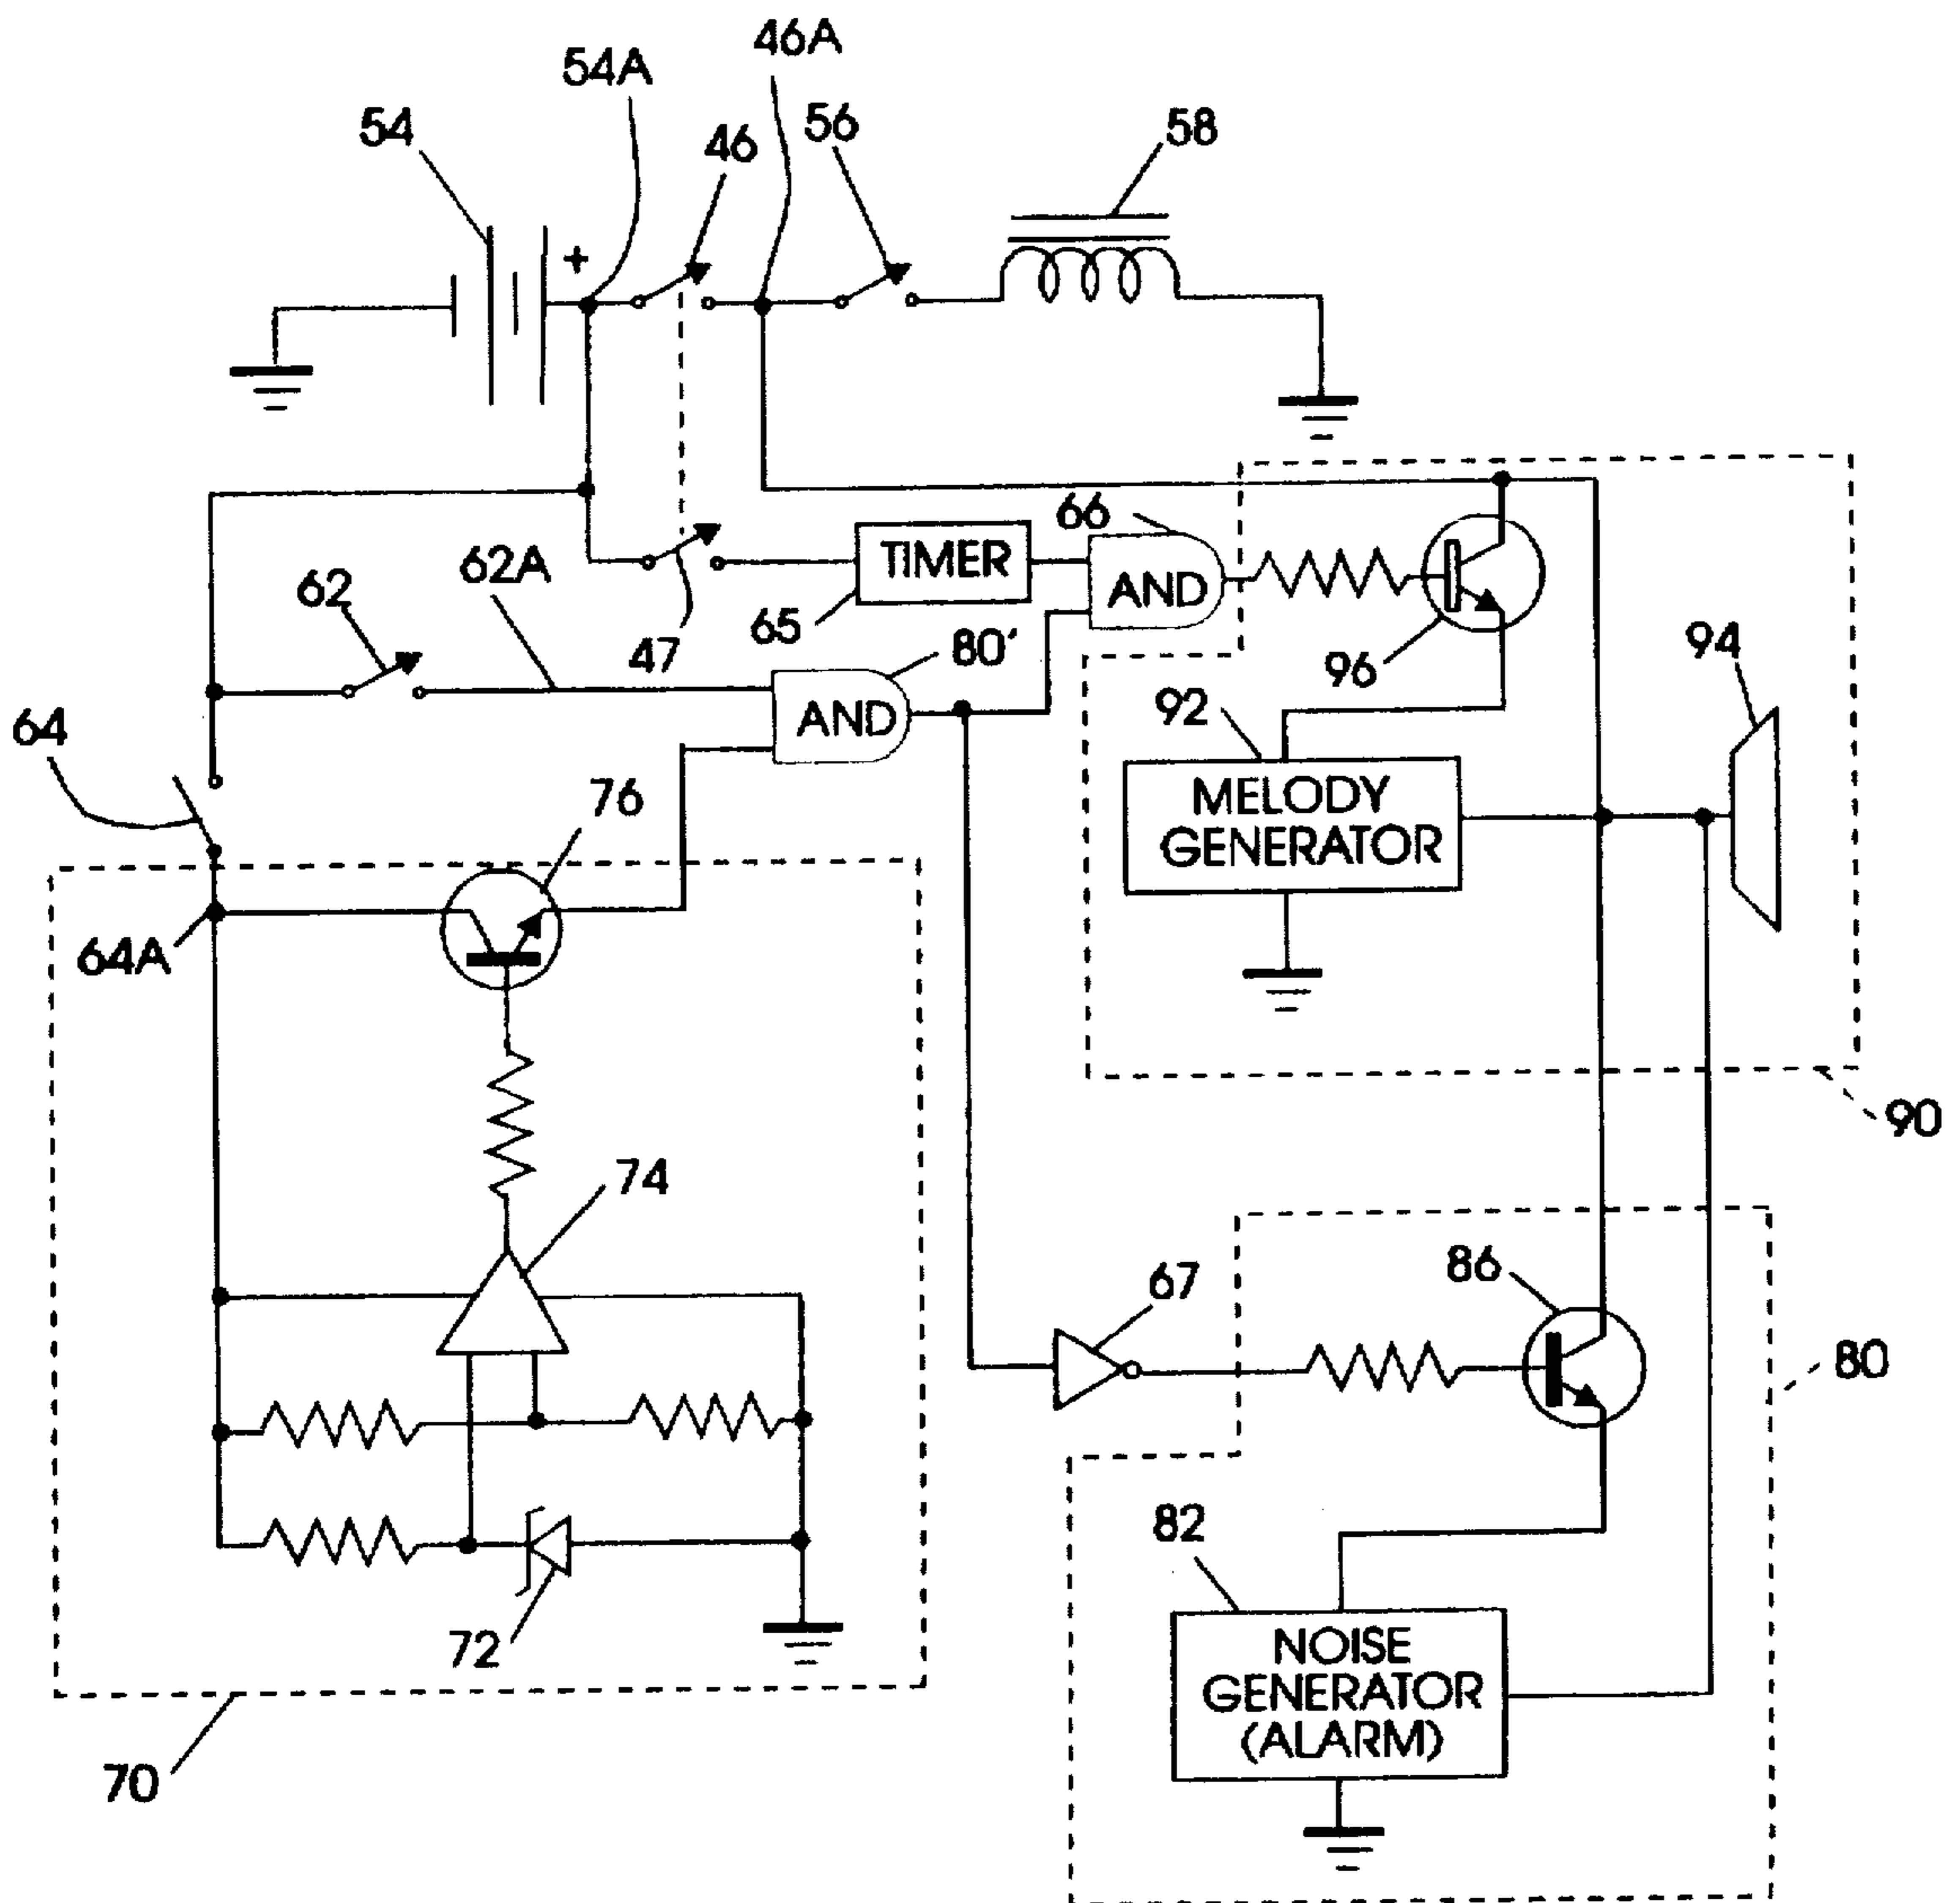 46A
54A
54
46
56
58
+
66
62A
62
TIMER
AND
65
47
80'
96
94
92
AND
64
76
MELODY
GENERATOR
64A
90
74
67
86
80
82
72
NOISE
GENERATOR
(ALARM)
70